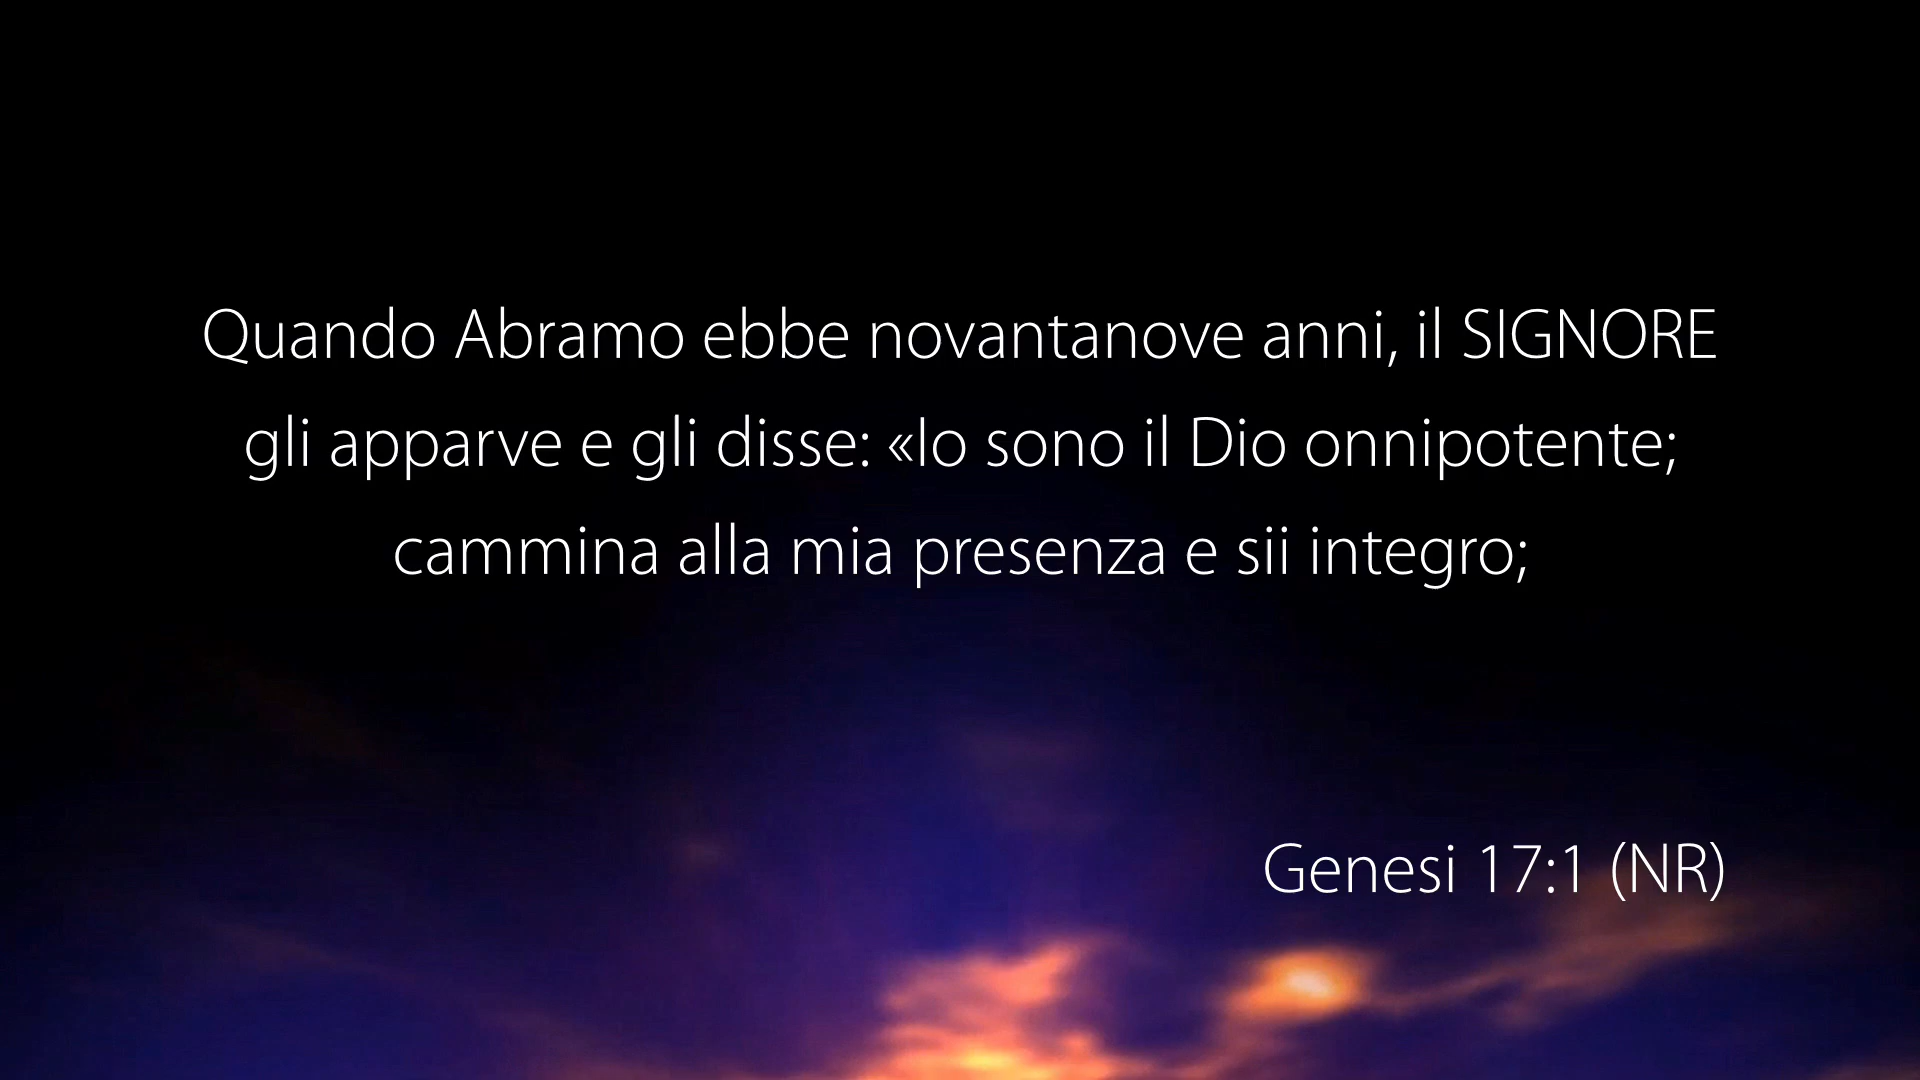 Quando Abramo ebbe novantanove anni, il SIGNORE
gli apparve e gli disse: «Io sono il Dio onnipotente;
cammina alla mia presenza e sii integro;
Genesi 17:1 (NR)